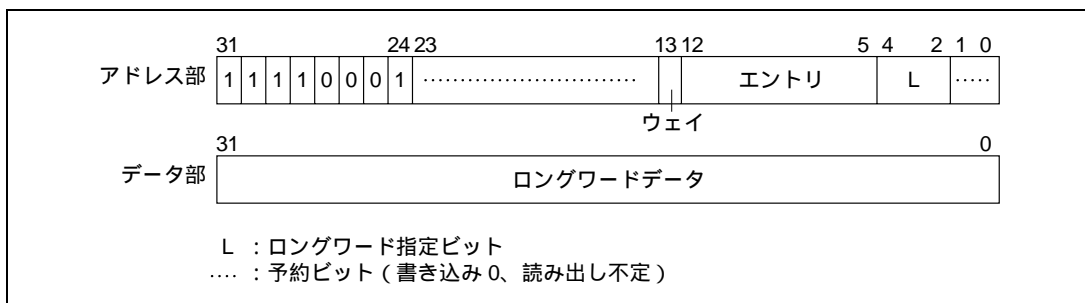 31 24 23 13 12 5 4 2 1 0
アドレス部 1 1 1 1 0 0 0 1 ………………………… エントリ L ‥‥‥
ウェイ
31 0
データ部 ロングワードデータ
L :ロングワード指定ビット
‥‥ :予約ビット(書き込み 0、読み出し不定)